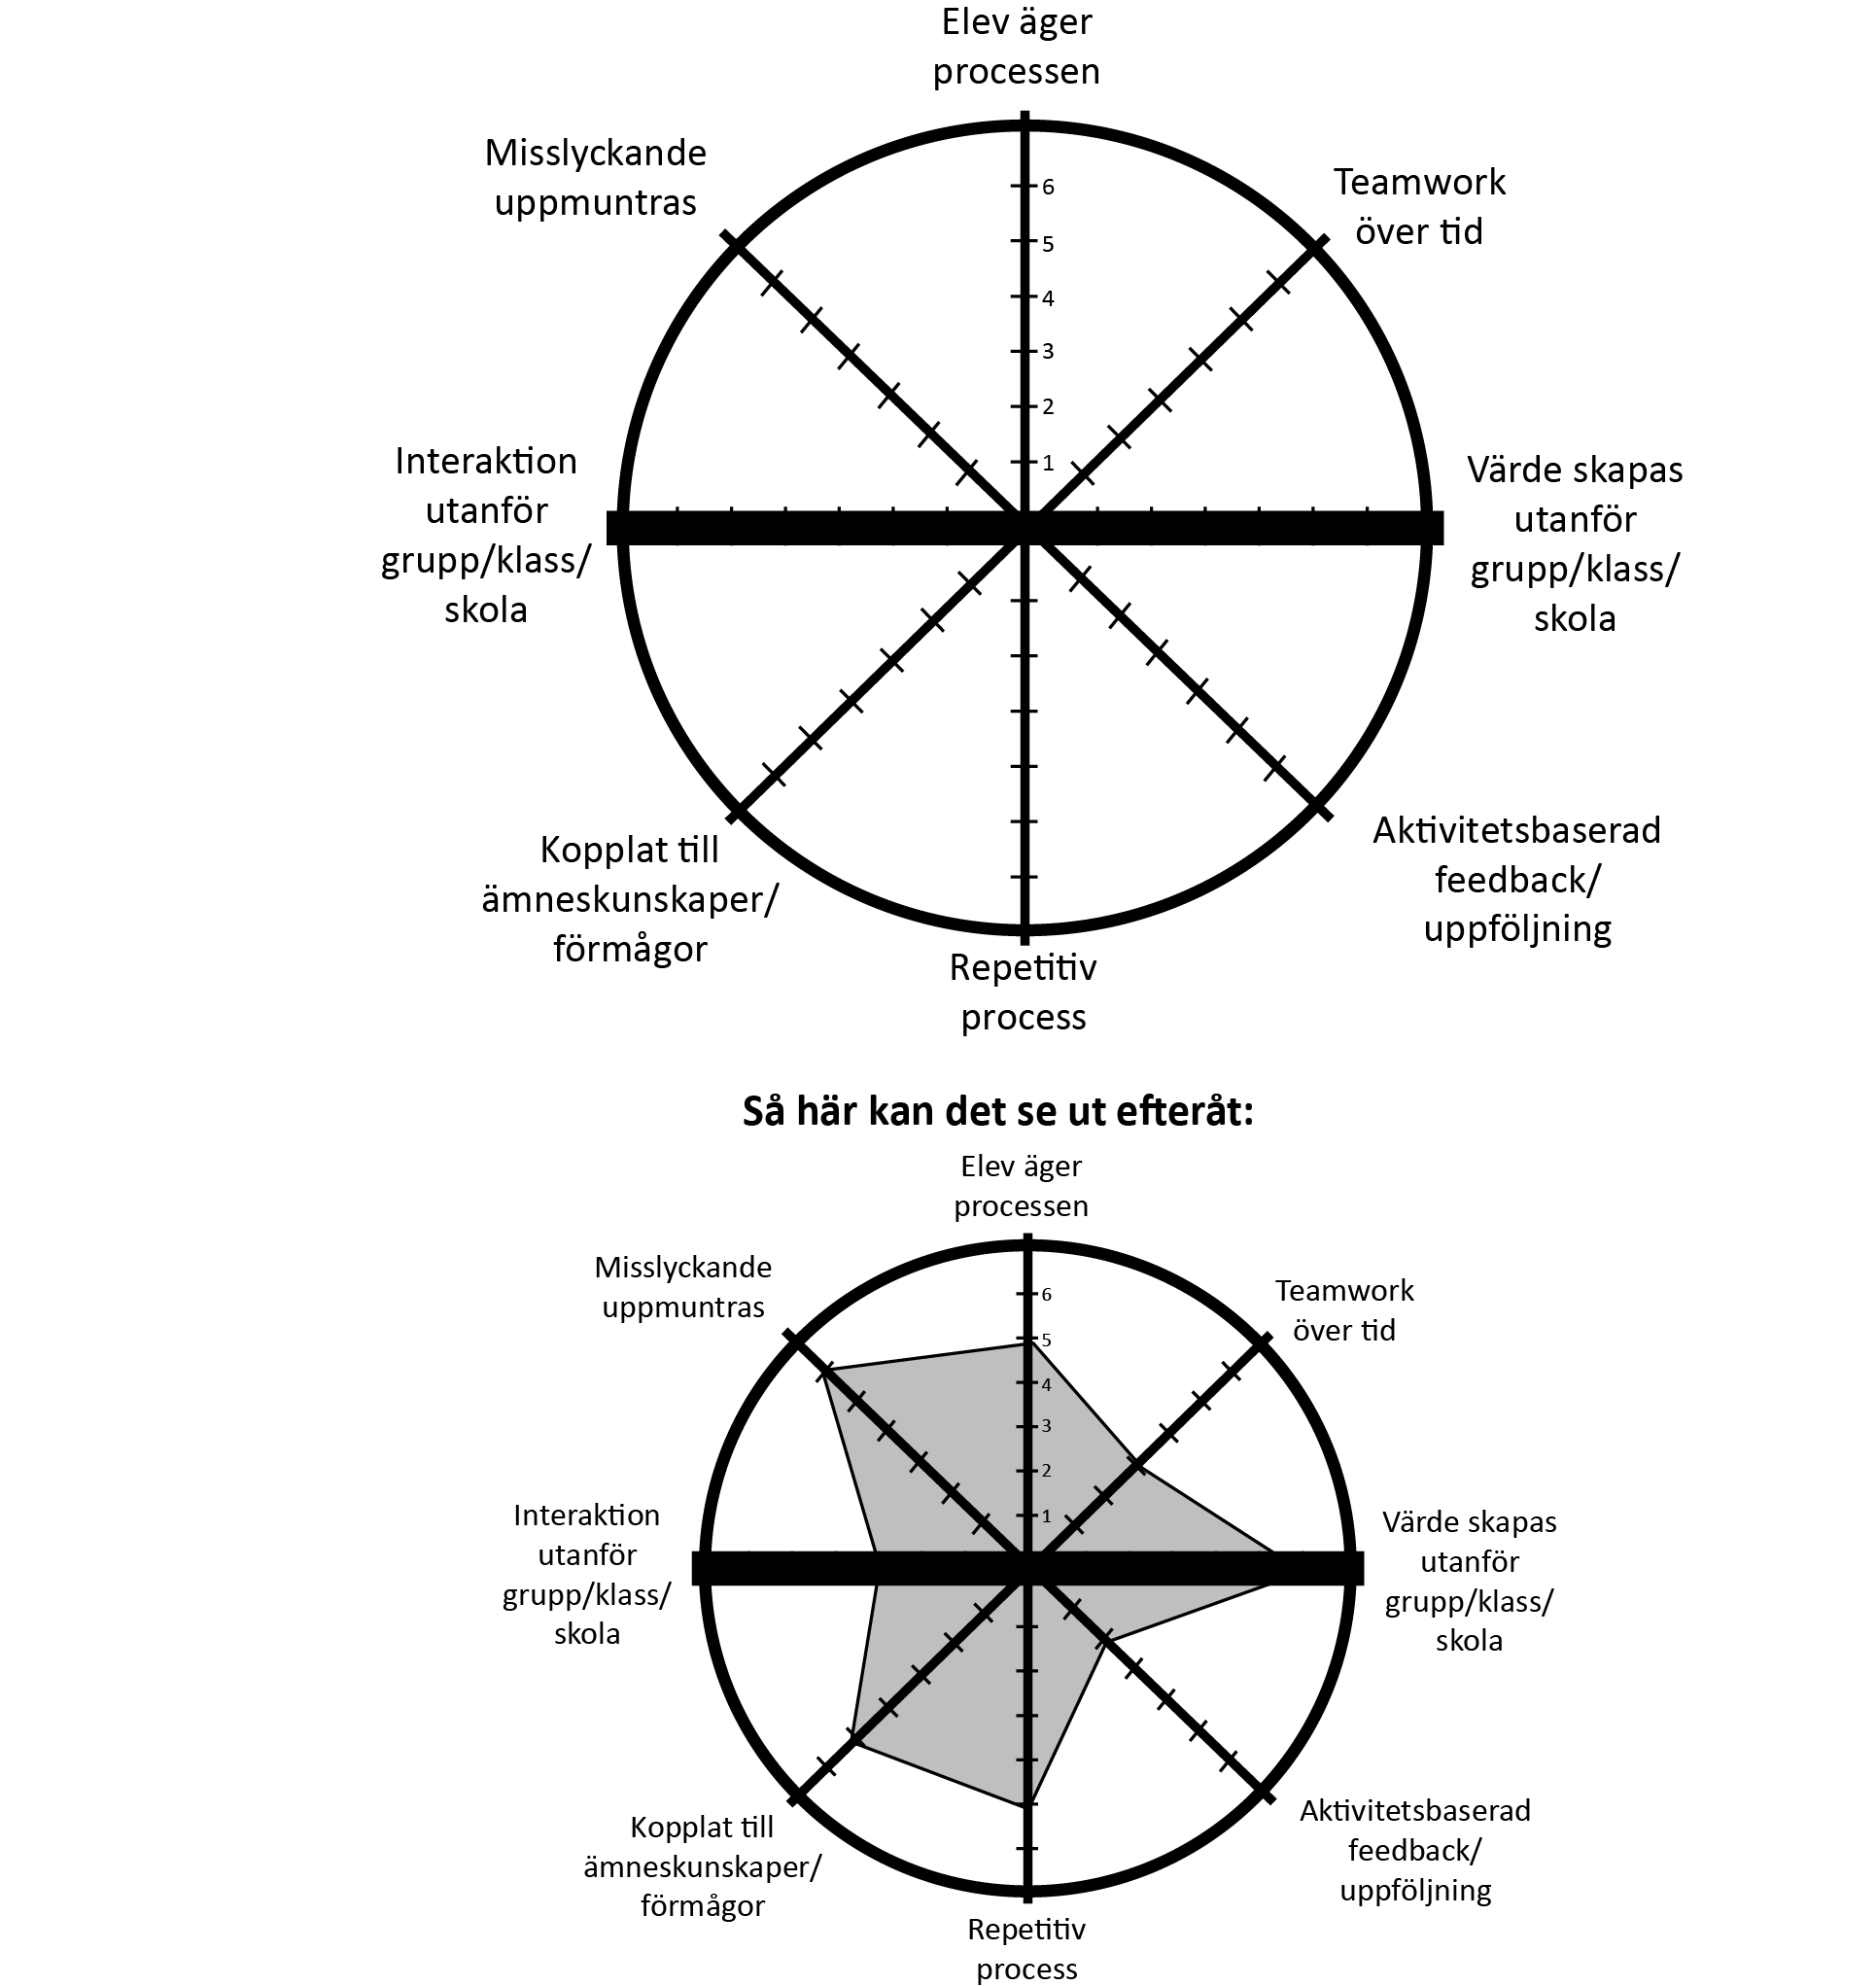 Elev äger
processen
Misslyckande
uppmuntras
Teamwork
över tid
6
5
4
3
2
1
Interaktion
utanför
grupp/klass/
skola
Värde skapas
utanför
grupp/klass/
skola
Kopplat till
ämneskunskaper/
förmågor
Aktivitetsbaserad
feedback/
uppföljning
Repetitiv
process
Så här kan det se ut efteråt:
Elev äger
processen
Misslyckande
uppmuntras
Teamwork
över tid
6
5
4
3
2
1
Interaktion
utanför
grupp/klass/
skola
Värde skapas
utanför
grupp/klass/
skola
Kopplat till
ämneskunskaper/
förmågor
Aktivitetsbaserad
feedback/
uppföljning
Repetitiv
process